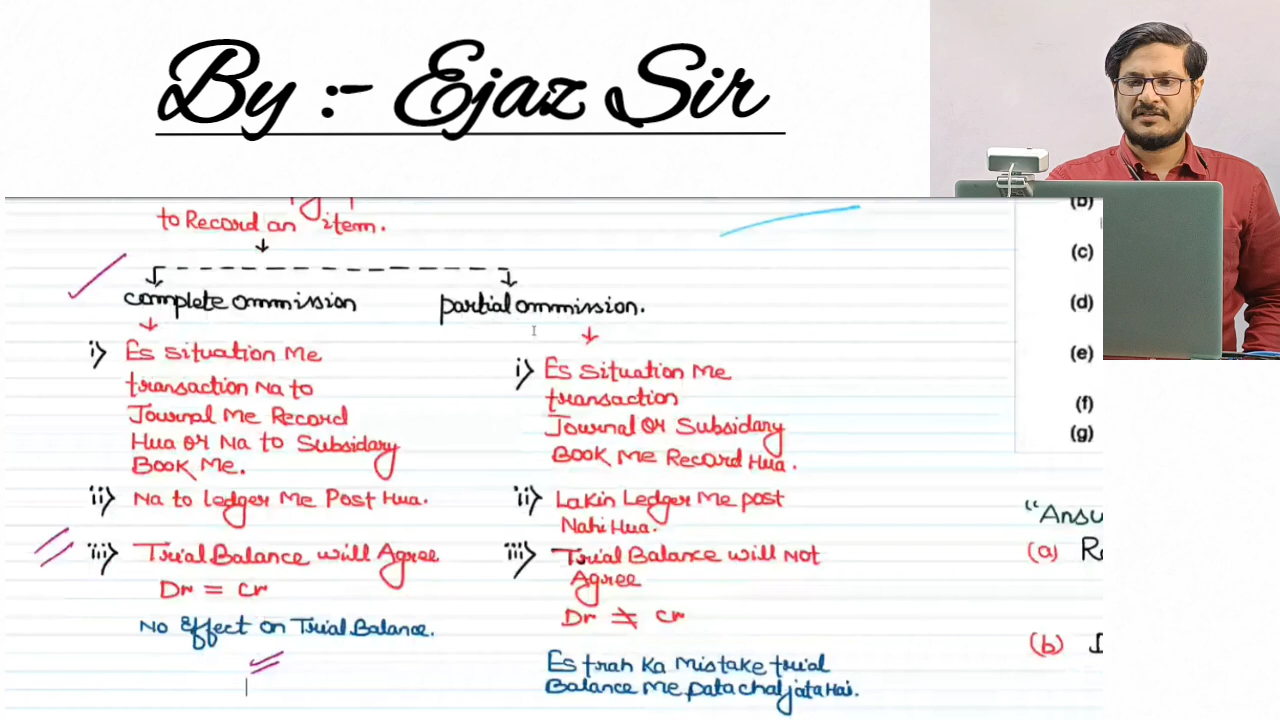 By :- Ejaz Sir
to Record an item.
complete ommission
partial ommission.
i) Es Situation Me
transaction Na to
Journal Me Record
Hua or Na to Subsidary
Book Me.
ii) Na to ledger Me Post Hua.
iii) Trial Balance will Agree
Dr = Cr
No Effect on Trial Balance.
i) Es Situation Me
transaction
Journal or Subsidary
Book Me Record Hua.
ii) Lakin Ledger Me post
Nahi Hua.
iii) Trial Balance will Not
Agree
Dr ≠ Cr
Es trah Ka Mistake trial
Balance Me pata chal jata Hai.
(b)
(c)
(d)
(e)
(f)
(g)
(a)
(b)